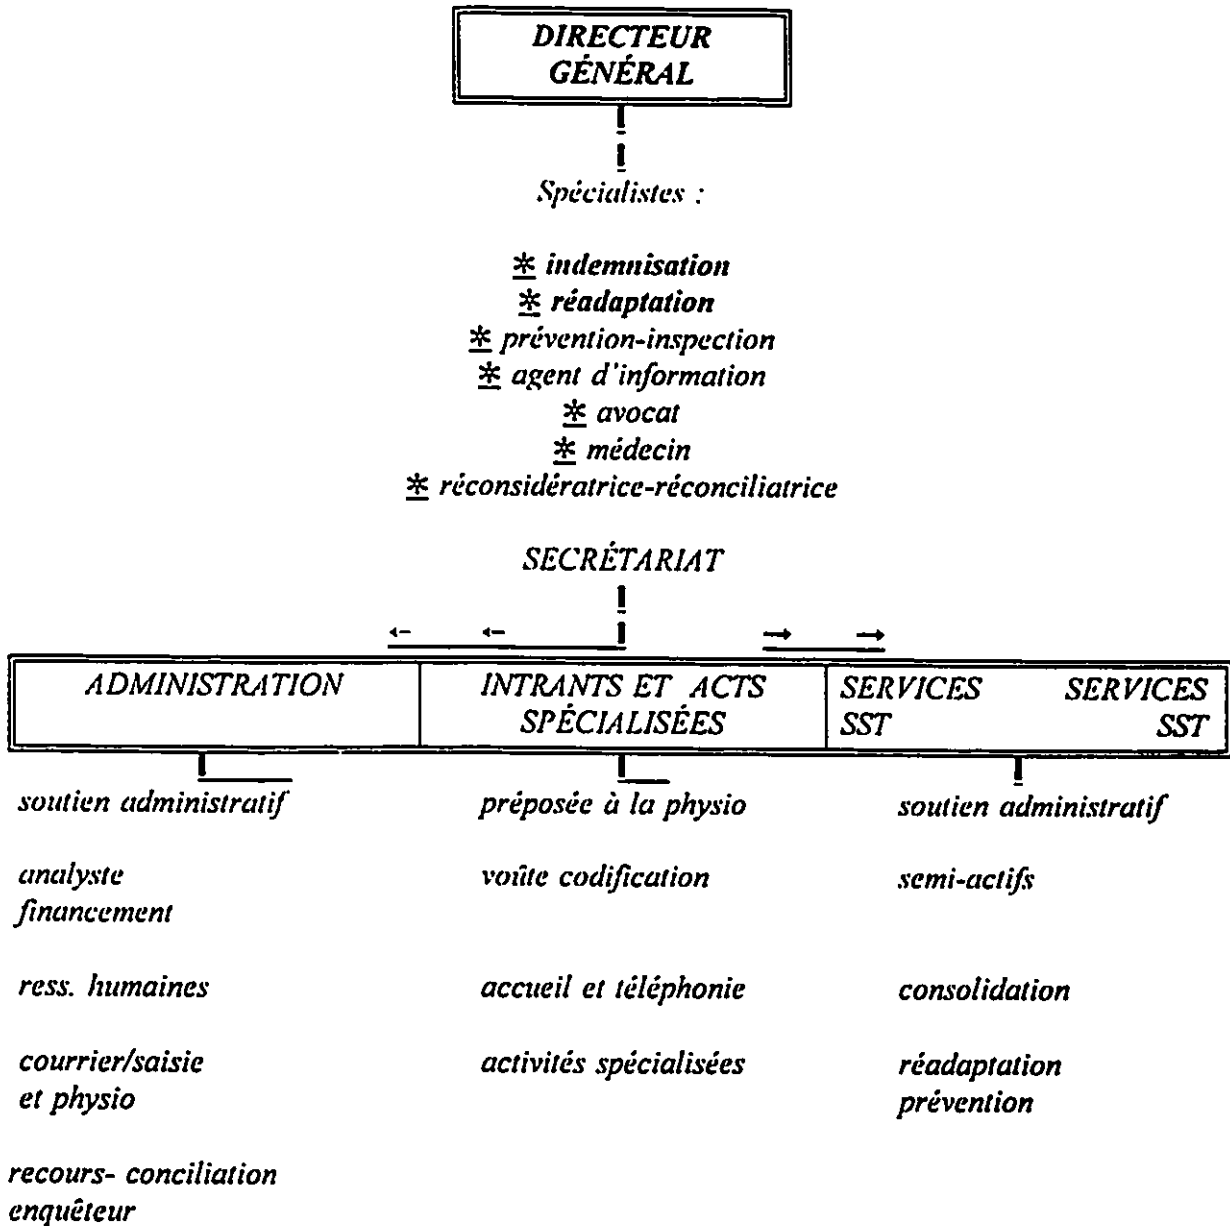 DIRECTEUR
GÉNÉRAL
Spécialistes :
* indemnisation
* réadaptation
* prévention-inspection
* agent d'information
* avocat
* médecin
* réconsidératrice-réconciliatrice
SECRÉTARIAT
ADMINISTRATION
INTRANTS ET ACTS
SPÉCIALISÉES
SERVICES SERVICES
SST SST
soutien administratif
analyste
financement
ress. humaines
courrier/saisie
et physio
recours- conciliation
enquêteur
préposée à la physio
voûte codification
accueil et téléphonie
activités spécialisées
soutien administratif
semi-actifs
consolidation
réadaptation
prévention